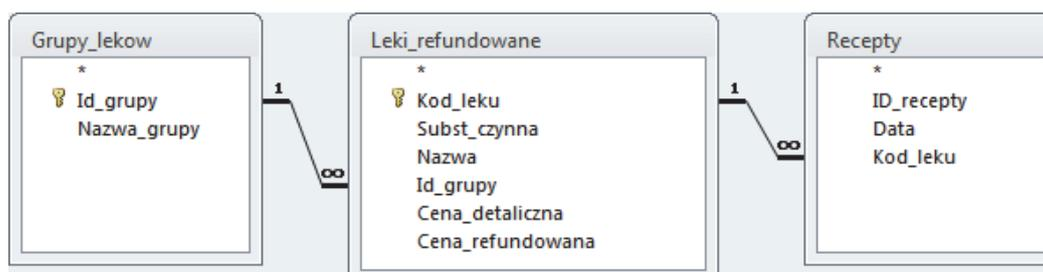 Grupy_lekow
*
Id_grupy
Nazwa_grupy
1
∞
Leki_refundowane
*
Kod_leku
Subst_czynna
Nazwa
Id_grupy
Cena_detaliczna
Cena_refundowana
1
∞
Recepty
*
ID_recepty
Data
Kod_leku